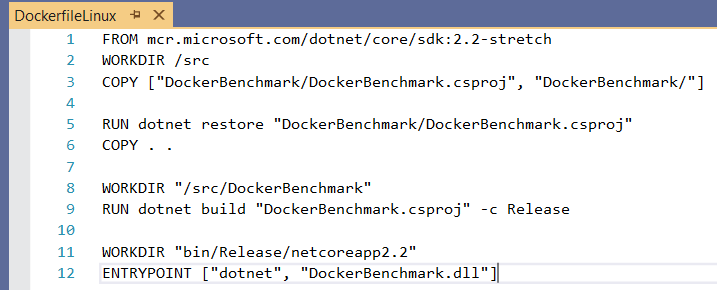 DockerfileLinux
1 FROM mcr.microsoft.com/dotnet/core/sdk:2.2-stretch
2 WORKDIR /src
3 COPY ["DockerBenchmark/DockerBenchmark.csproj", "DockerBenchmark/"]
4
5 RUN dotnet restore "DockerBenchmark/DockerBenchmark.csproj"
6 COPY . .
7
8 WORKDIR "/src/DockerBenchmark"
9 RUN dotnet build "DockerBenchmark.csproj" -c Release
10
11 WORKDIR "bin/Release/netcoreapp2.2"
12 ENTRYPOINT ["dotnet", "DockerBenchmark.dll"]